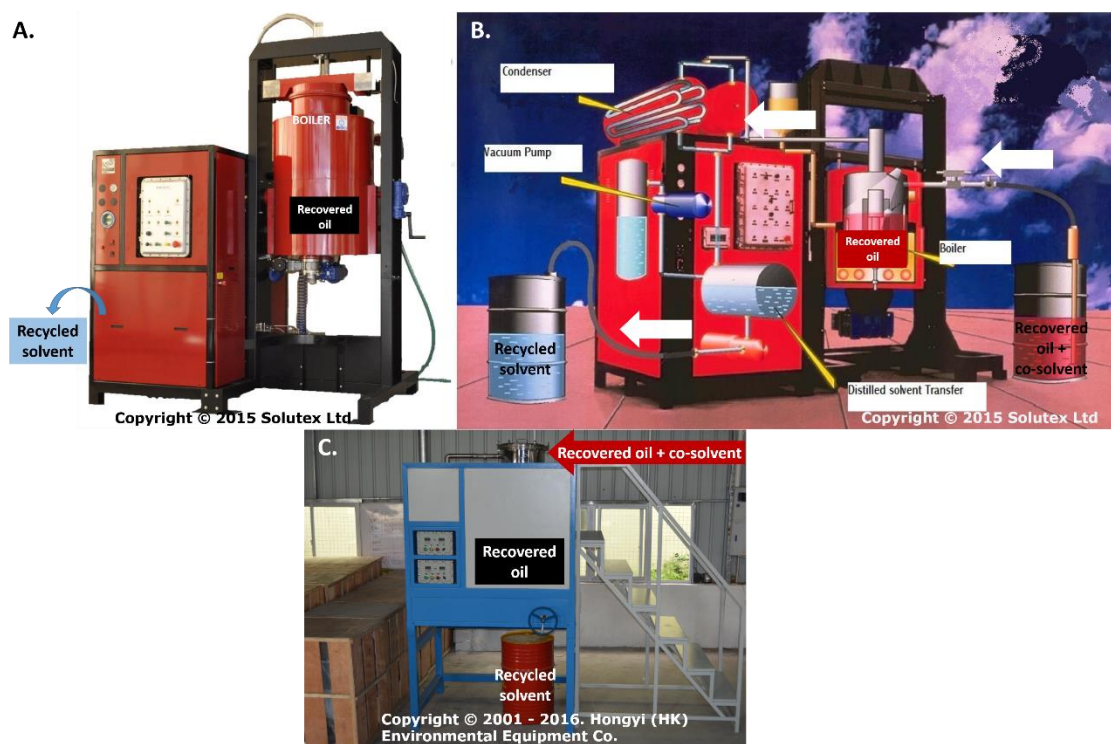 A.
BOILER
Recovered
oil
Recycled
solvent
Copyright © 2015 Solutex Ltd
B.
Condenser
Vacuum Pump
Recovered
oil
Boiler
Recycled
solvent
Recovered
oil +
co-solvent
Distilled solvent Transfer
Copyright © 2015 Solutex Ltd
C.
Recovered oil + co-solvent
Recovered
oil
Recycled
solvent
Copyright © 2001 - 2016. Hongyi (HK)
Environmental Equipment Co.